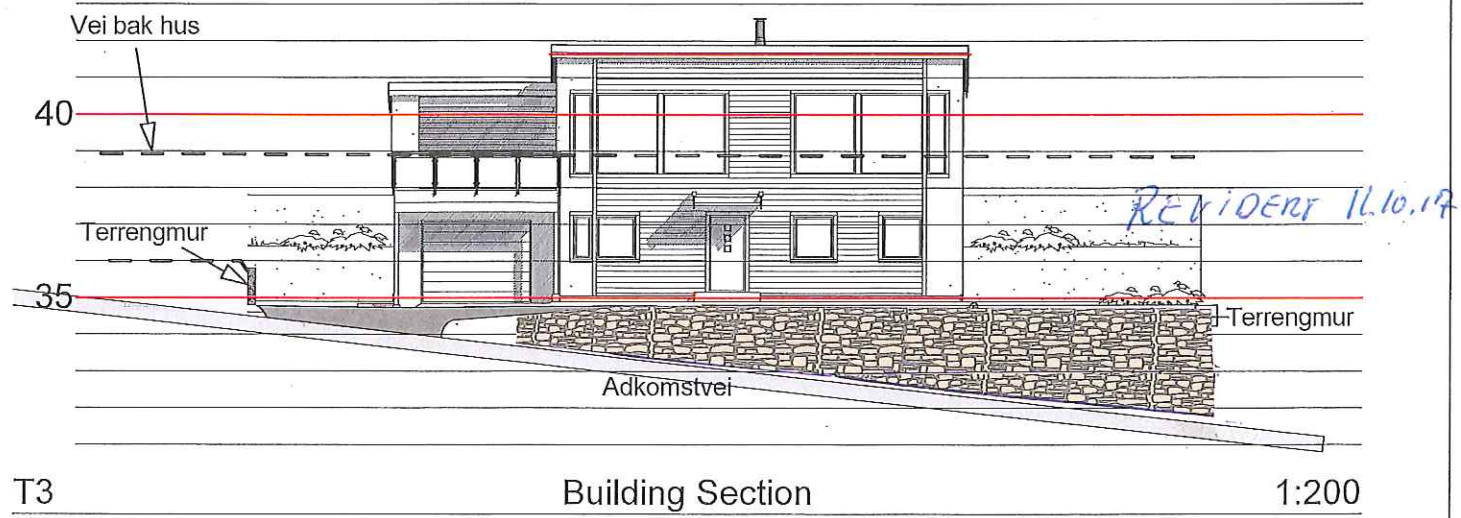 Vei bak hus
40
REVIDERT 11.10.17
Terrengmur
35
Terrengmur
Adkomstvei
T3 Building Section 1:200